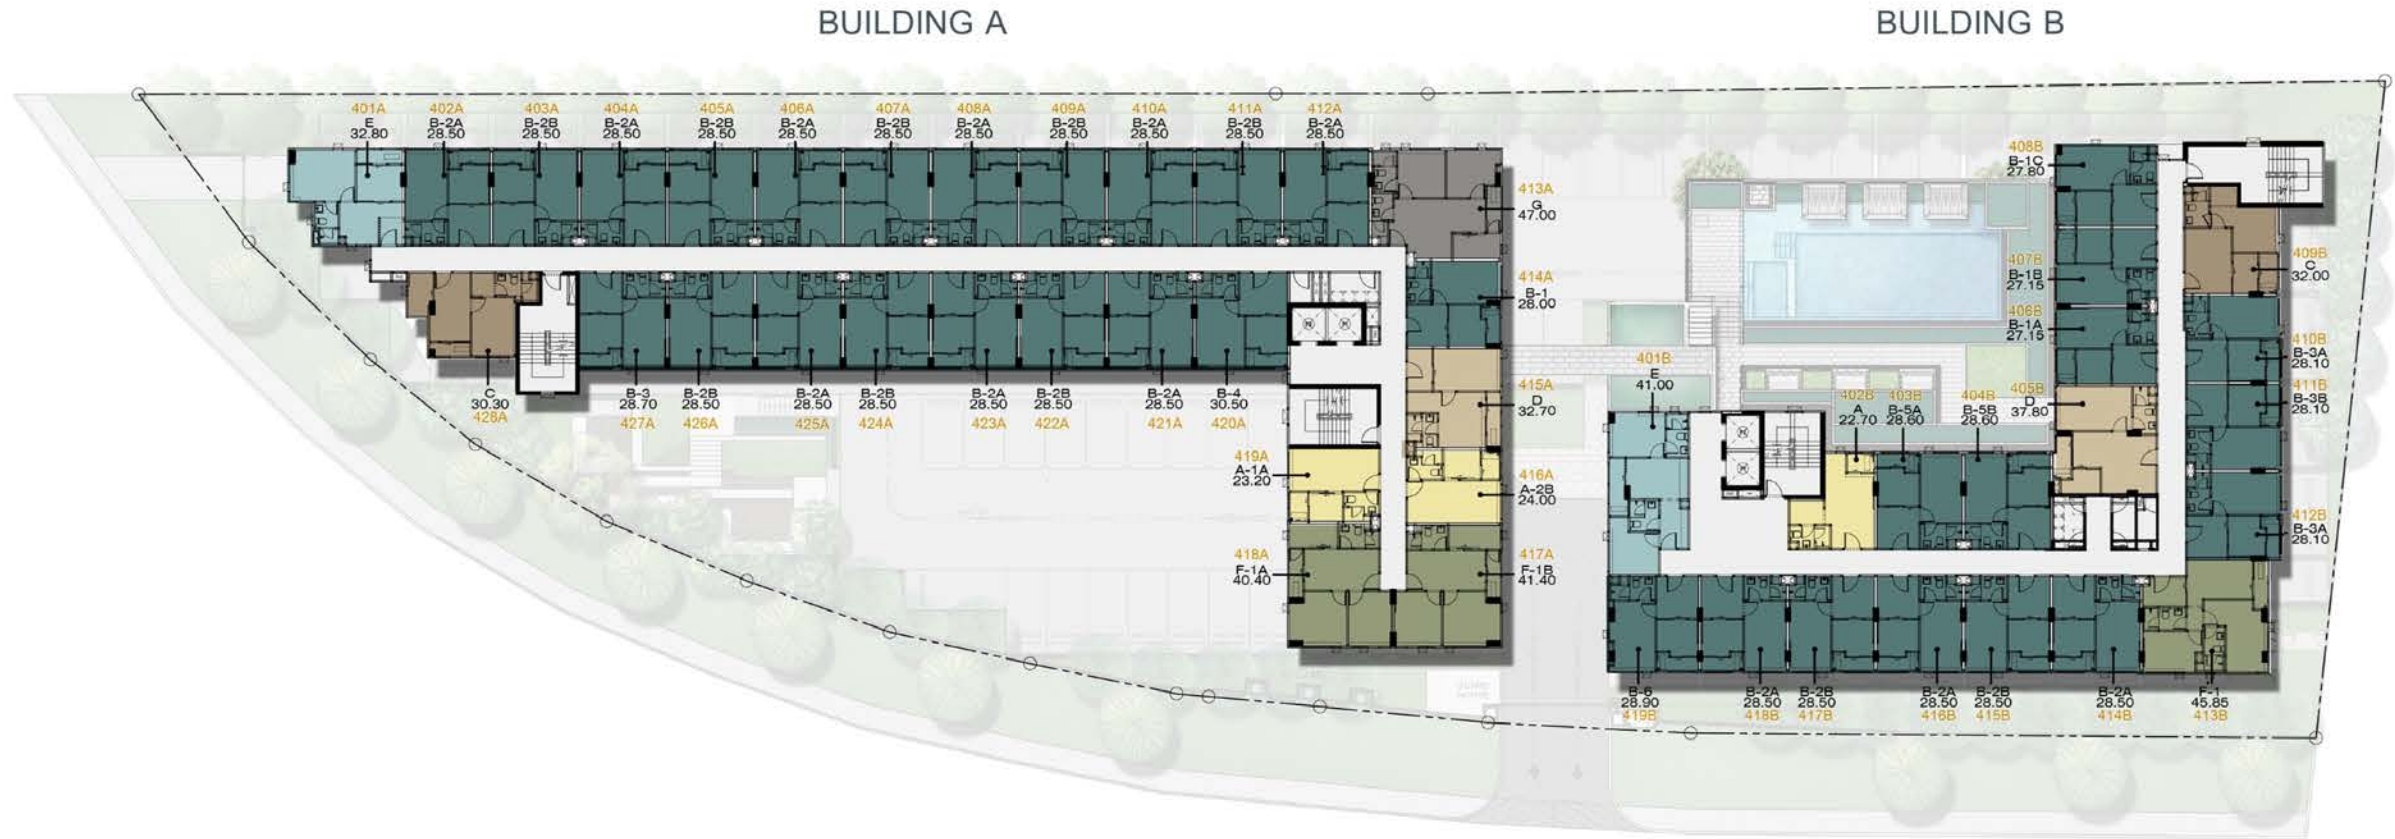 BUILDING A
BUILDING B
401A
E
32.80
402A
B-2A
28.50
403A
B-2B
28.50
404A
B-2A
28.50
405A
B-2B
28.50
406A
B-2A
28.50
407A
B-2B
28.50
408A
B-2A
28.50
409A
B-2B
28.50
410A
B-2A
28.50
411A
B-2B
28.50
412A
B-2A
28.50
413A
G
47.00
414A
B-1
28.00
415A
D
32.70
416A
A-2B
24.00
417A
F-1B
41.40
418A
F-1A
40.40
419A
A-1A
23.20
C
30.30
428A
B-3
28.70
427A
B-2B
28.50
426A
B-2A
28.50
425A
B-2B
28.50
424A
B-2A
28.50
423A
B-2B
28.50
422A
B-2A
28.50
421A
B-4
30.50
420A
408B
B-1C
27.80
407B
B-1B
27.15
406B
B-1A
27.15
405B
D
37.80
401B
E
41.00
402B
A
22.70
403B
B-5A
28.60
404B
B-5B
28.60
409B
C
32.00
410B
B-3A
28.10
411B
B-3B
28.10
412B
B-3A
28.10
B-6
28.90
419B
B-2A
28.50
418B
B-2B
28.50
417B
B-2A
28.50
416B
B-2B
28.50
415B
B-2A
28.50
414B
F-1
45.85
413B